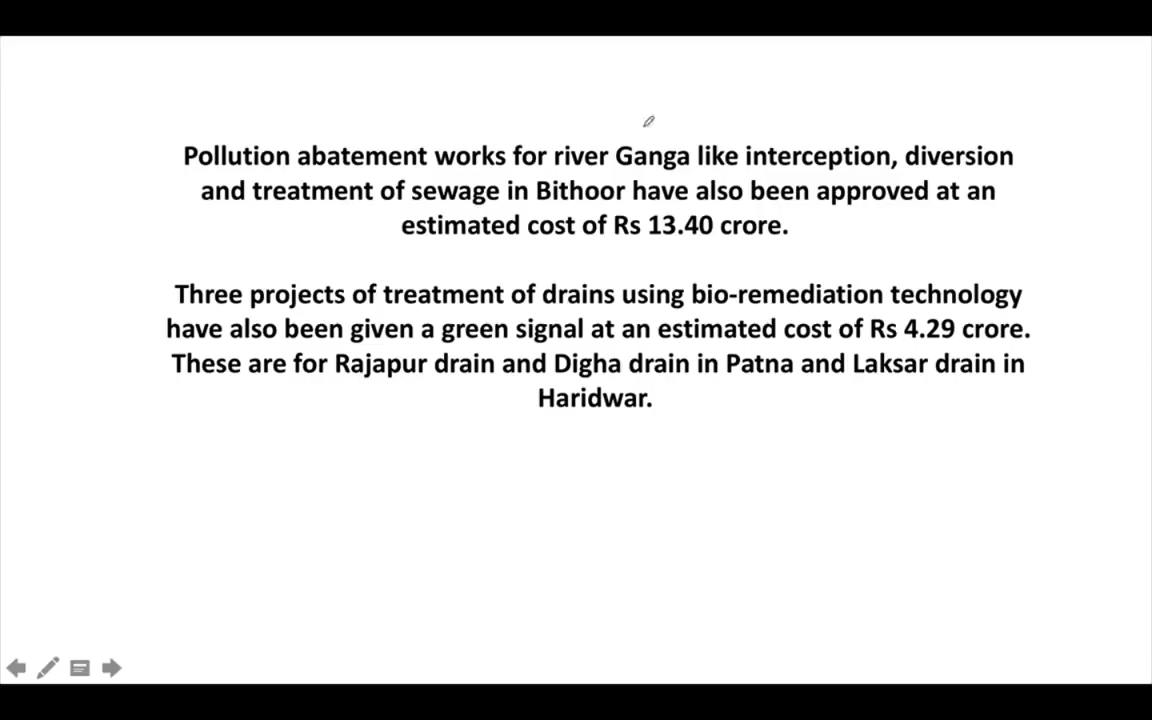 Pollution abatement works for river Ganga like interception, diversion
and treatment of sewage in Bithoor have also been approved at an
estimated cost of Rs 13.40 crore.
Three projects of treatment of drains using bio-remediation technology
have also been given a green signal at an estimated cost of Rs 4.29 crore.
These are for Rajapur drain and Digha drain in Patna and Laksar drain in
Haridwar.